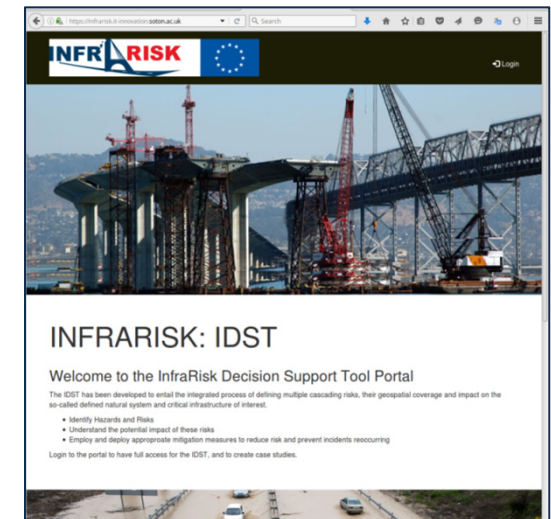 https://infrarisk.it-innovation.soton.ac.uk
Search
INFRARISK
Login
INFRARISK: IDST
Welcome to the InfraRisk Decision Support Tool Portal
The IDST has been developed to entail the integrated process of defining multiple cascading risks, their geospatial coverage and impact on the
so-called defined natural system and critical infrastructure of interest.
Identify Hazards and Risks
Understand the potential impact of these risks
Employ and deploy approproate mitigation measures to reduce risk and prevent incidents reoccurring
Login to the portal to have full access for the IDST, and to create case studies.